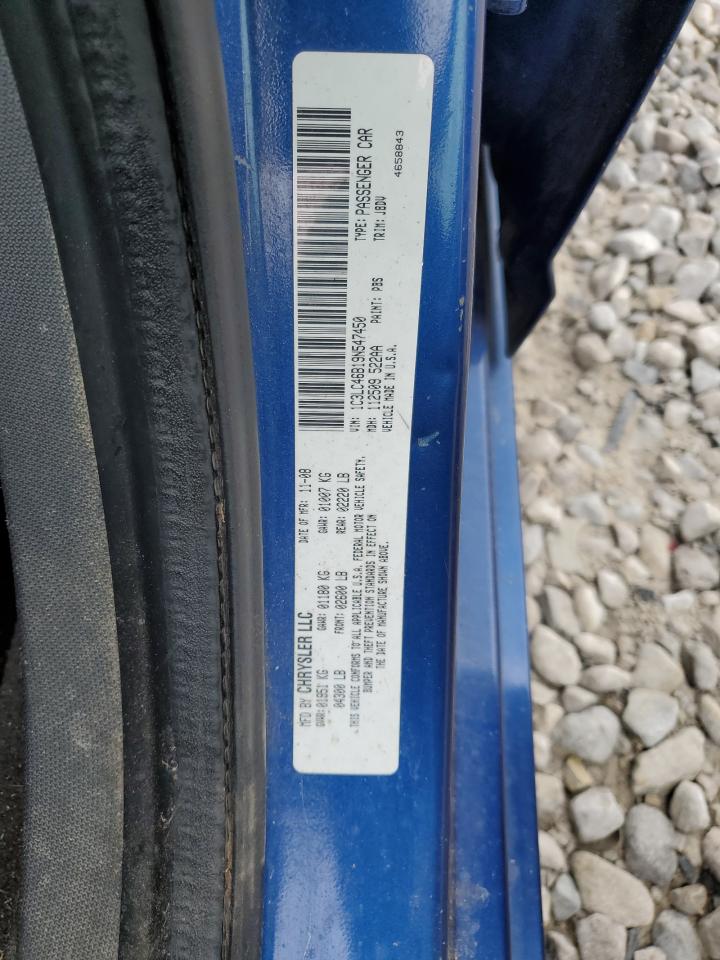 MFD BY CHRYSLER LLC DATE OF MFR: 11-08
GVWR: 01951 KG GAWR: 01180 KG GAWR: 01007 KG
04300 LB FRONT: 02600 LB REAR: 02220 LB
THIS VEHICLE CONFORMS TO ALL APPLICABLE U.S.A. FEDERAL MOTOR VEHICLE SAFETY,
BUMPER AND THEFT PREVENTION STANDARDS IN EFFECT ON
THE DATE OF MANUFACTURE SHOWN ABOVE.
VIN: 1C3LC46B19N547450 TYPE: PASSENGER CAR
MDH: 112509 522AA PAINT: PBS TRIM: J8DV
VEHICLE MADE IN U.S.A.
4658843